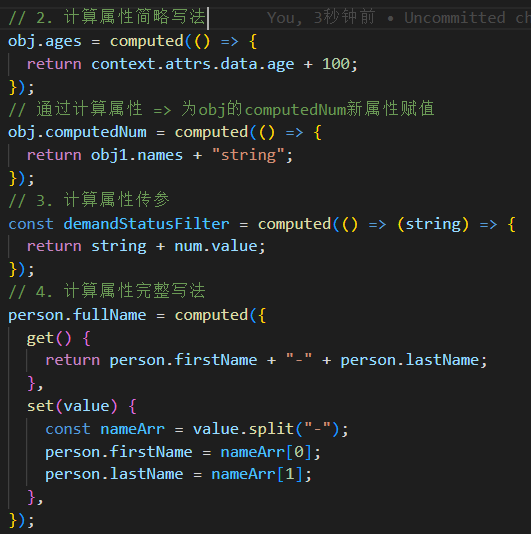 // 2. 计算属性简略写法 You, 3秒钟前 • Uncommitted ch
obj.ages = computed(() => {
  return context.attrs.data.age + 100;
});
// 通过计算属性 => 为obj的computedNum新属性赋值
obj.computedNum = computed(() => {
  return obj1.names + "string";
});
// 3. 计算属性传参
const demandStatusFilter = computed(() => (string) => {
  return string + num.value;
});
// 4. 计算属性完整写法
person.fullName = computed({
  get() {
    return person.firstName + "-" + person.lastName;
  },
  set(value) {
    const nameArr = value.split("-");
    person.firstName = nameArr[0];
    person.lastName = nameArr[1];
  },
});